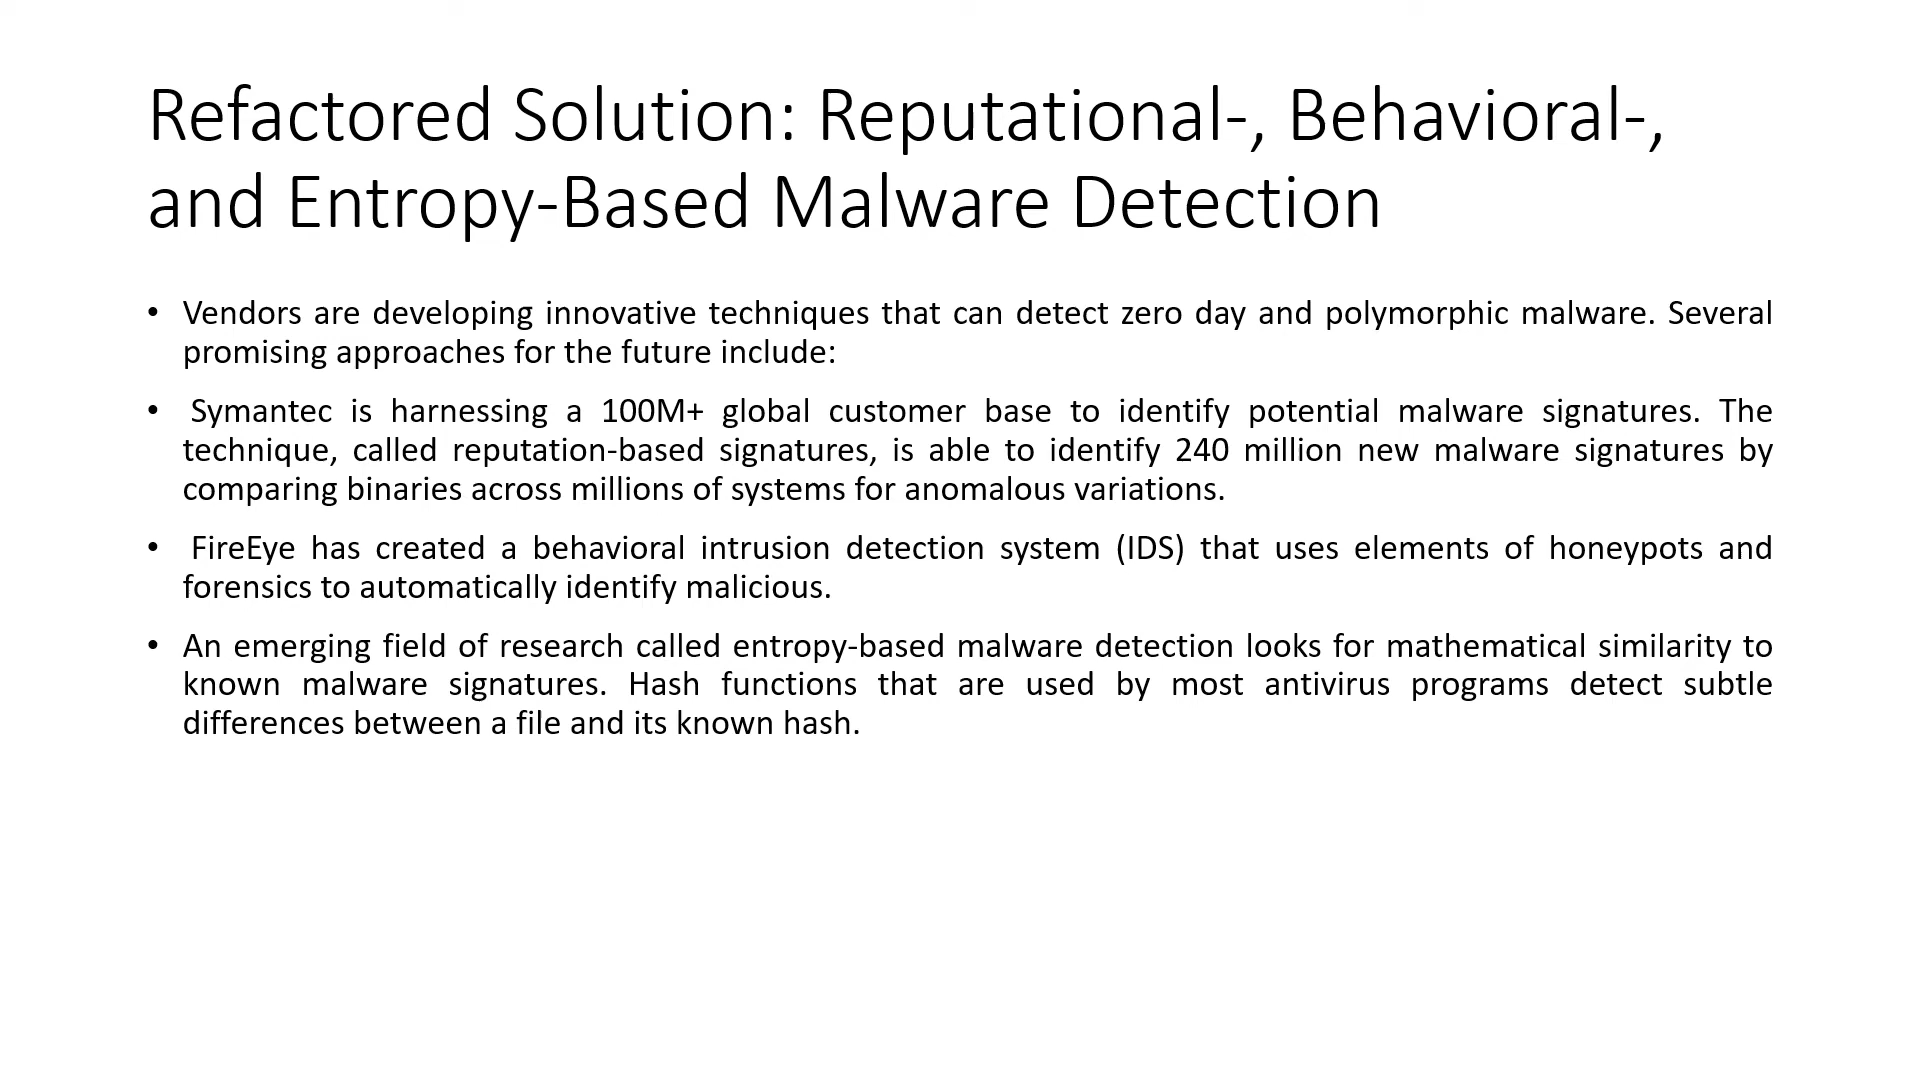 Refactored Solution: Reputational-, Behavioral-,
and Entropy-Based Malware Detection
• Vendors are developing innovative techniques that can detect zero day and polymorphic malware. Several
promising approaches for the future include:
• Symantec is harnessing a 100M+ global customer base to identify potential malware signatures. The
technique, called reputation-based signatures, is able to identify 240 million new malware signatures by
comparing binaries across millions of systems for anomalous variations.
• FireEye has created a behavioral intrusion detection system (IDS) that uses elements of honeypots and
forensics to automatically identify malicious.
• An emerging field of research called entropy-based malware detection looks for mathematical similarity to
known malware signatures. Hash functions that are used by most antivirus programs detect subtle
differences between a file and its known hash.